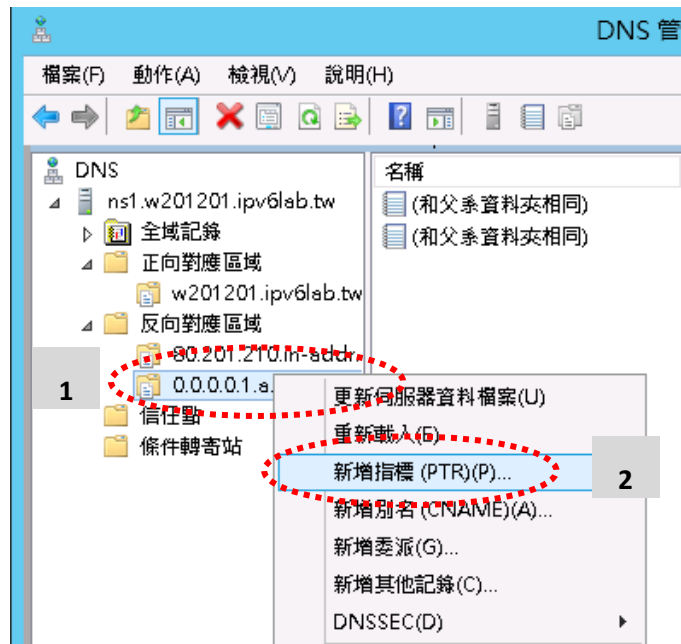 DNS 管
檔案(F) 動作(A) 檢視(V) 說明(H)
DNS
ns1.w201201.ipv6lab.tw
全域記錄
正向對應區域
w201201.ipv6lab.tw
反向對應區域
80.201.210.in-addr.
0.0.0.0.1.a.
信任點
條件轉寄站
名稱
(和父系資料夾相同)
(和父系資料夾相同)
1
更新伺服器資料檔案(U)
重新載入(E)
新增指標 (PTR)(P)...
2
新增別名 (CNAME)(A)...
新增委派(G)...
新增其他記錄(C)...
DNSSEC(D)